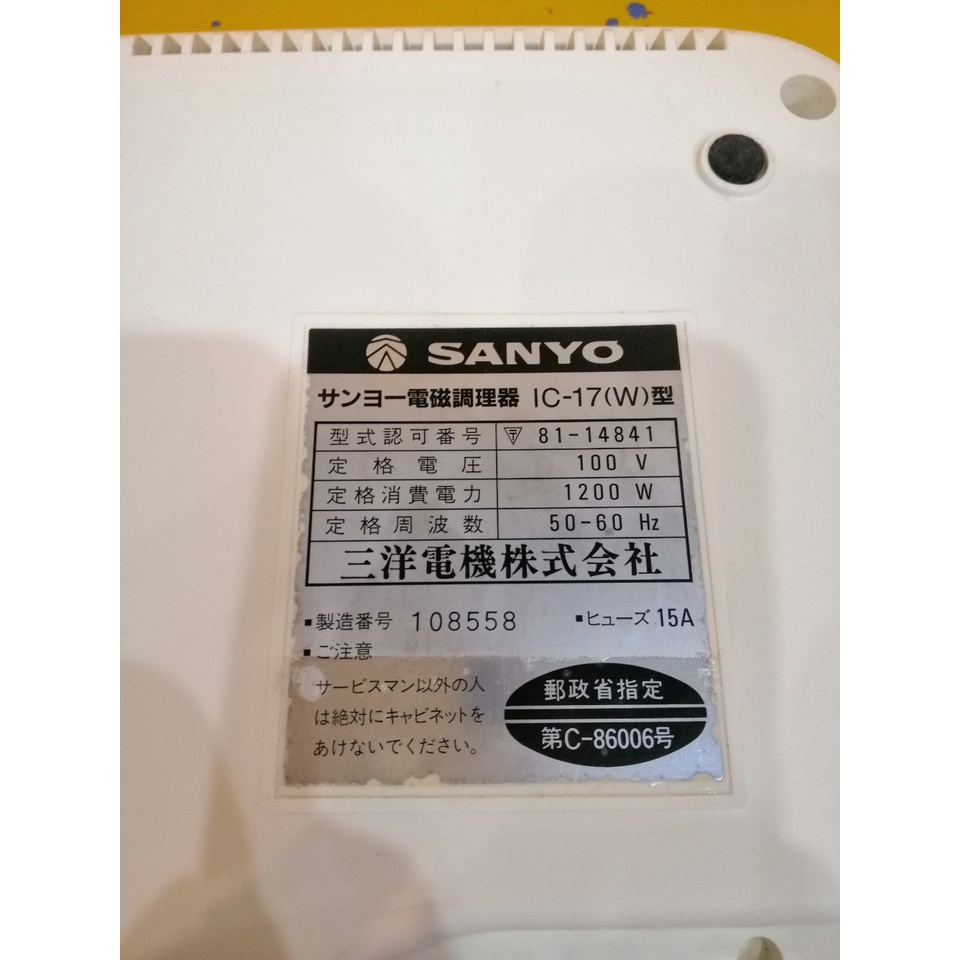 SANYO
サンヨー電磁調理器 IC-17(W)型
型式認可番号 81-14841
定格電圧 100 V
定格消費電力 1200 W
定格周波数 50-60 Hz
三洋電機株式会社
▪製造番号 108558 ▪ヒューズ 15A
▪ご注意
サービスマン以外の人
は絶対にキャビネットを
あけないでください。
郵政省指定
第C-86006号